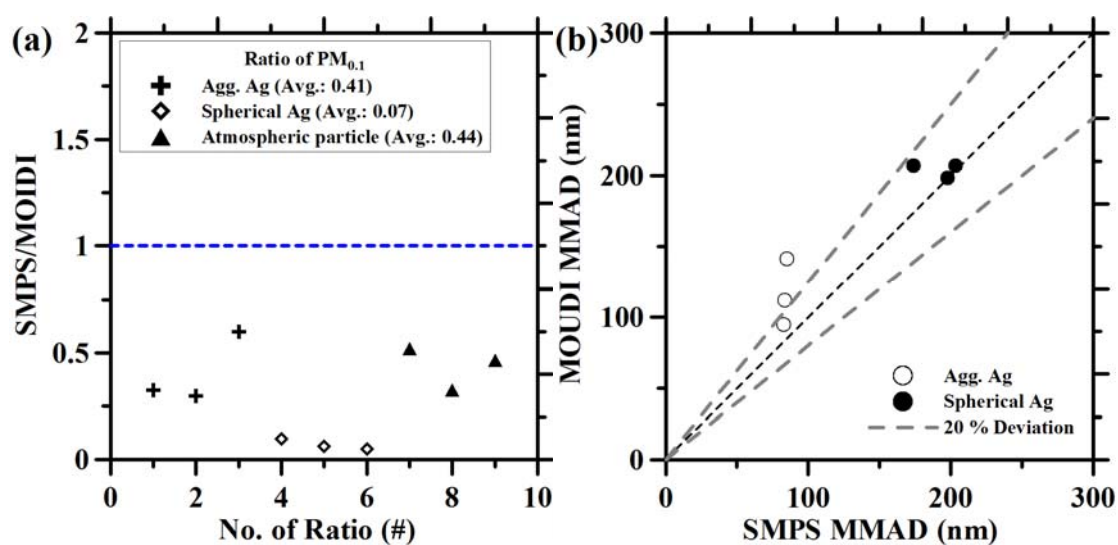 (a)
2
1.5
1
0.5
0
SMPS/MOIDI
Ratio of PM0.1
Agg. Ag (Avg.: 0.41)
Spherical Ag (Avg.: 0.07)
Atmospheric particle (Avg.: 0.44)
0 2 4 6 8 10
No. of Ratio (#)
(b)
300
200
100
0
MOUDI MMAD (nm)
Agg. Ag
Spherical Ag
20 % Deviation
0 100 200 300
SMPS MMAD (nm)